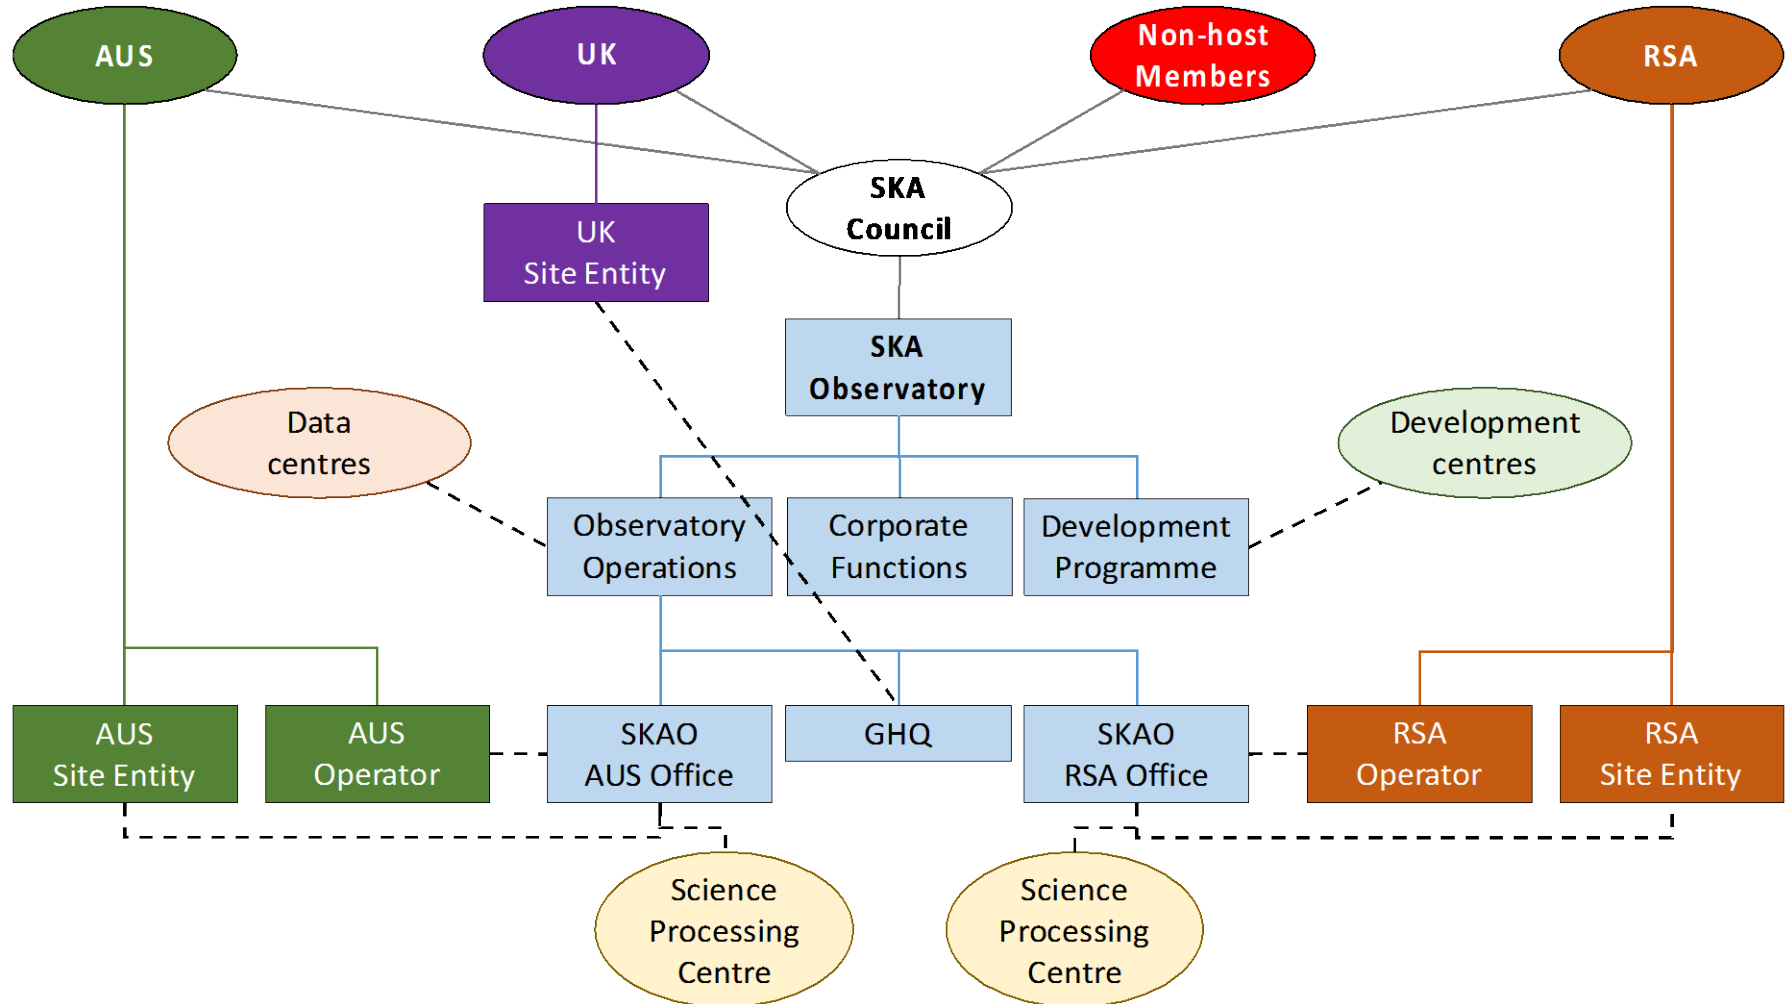 AUS
UK
Non-host
Members
RSA
SKA
Council
UK
Site Entity
SKA
Observatory
Data
centres
Development
centres
Observatory
Operations
Corporate
Functions
Development
Programme
AUS
Site Entity
AUS
Operator
SKAO
AUS Office
GHQ
SKAO
RSA Office
RSA
Operator
RSA
Site Entity
Science
Processing
Centre
Science
Processing
Centre